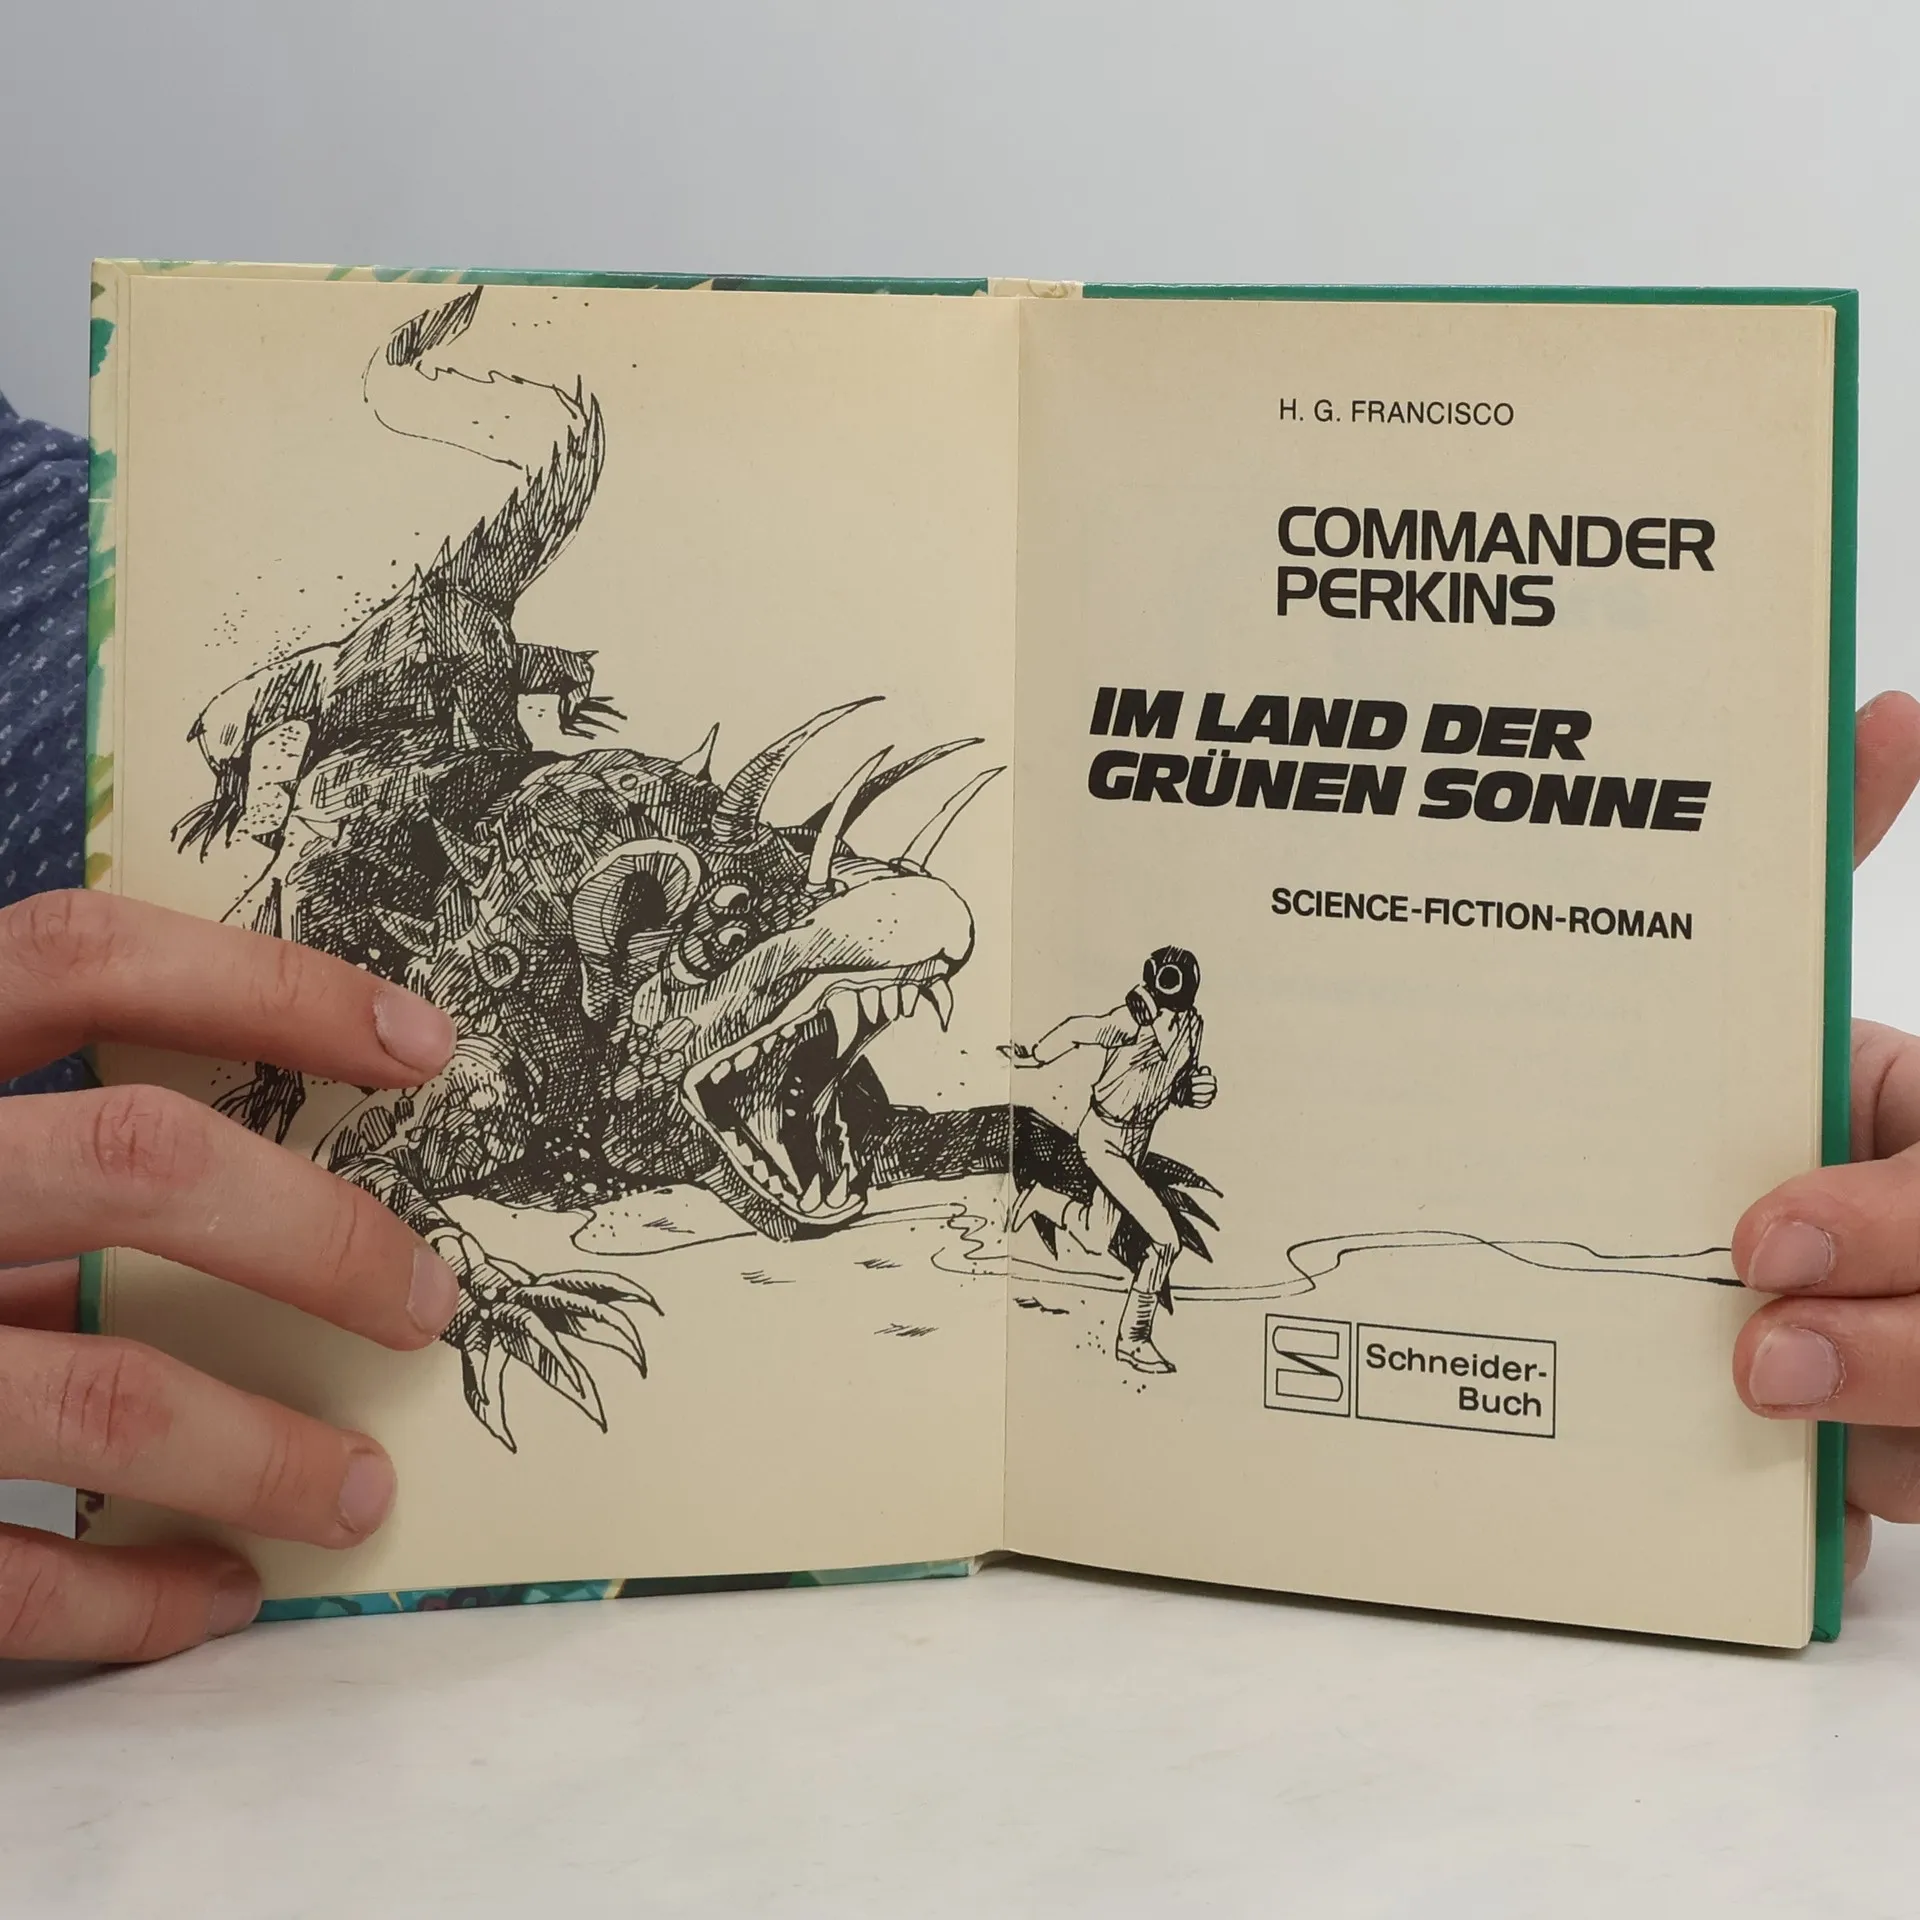 H. G. FRANCISCO
COMMANDER
PERKINS
IM LAND DER
GRÜNEN SONNE
SCIENCE-FICTION-ROMAN
Schneider-
Buch